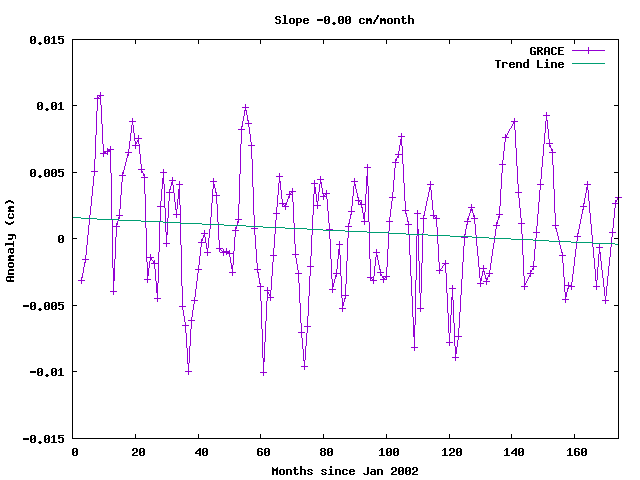 Slope -0.00 cm/month
GRACE
Trend Line
0.015
0.01
0.005
0
-0.005
-0.01
-0.015
Anomaly (cm)
0 20 40 60 80 100 120 140 160
Months since Jan 2002